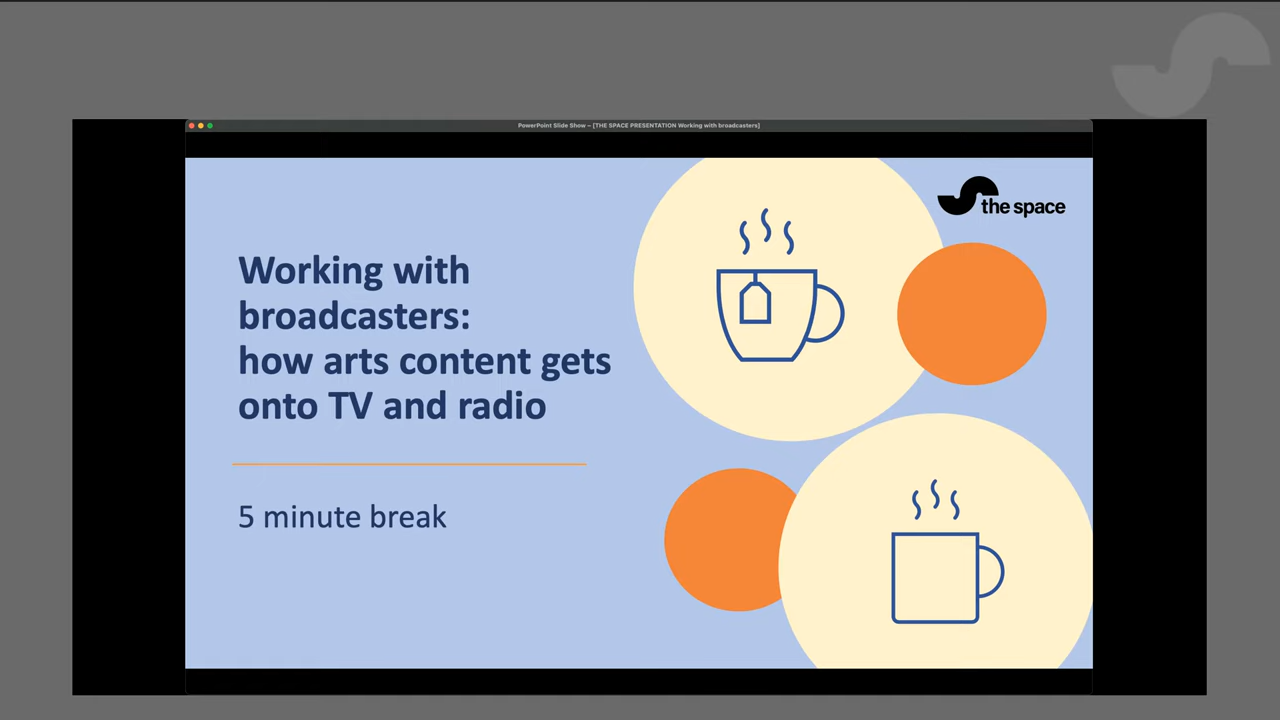 PowerPoint Slide Show – [THE SPACE PRESENTATION Working with broadcasters]
the space
Working with
broadcasters:
how arts content gets
onto TV and radio
5 minute break